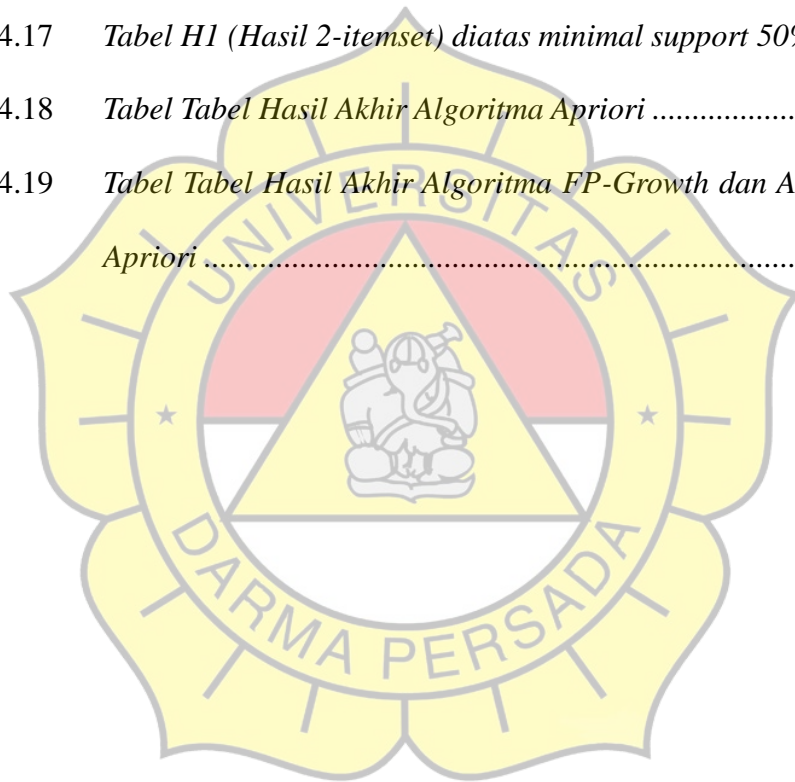 4.17 Tabel H1 (Hasil 2-itemset) diatas minimal support 50%
4.18 Tabel Tabel Hasil Akhir Algoritma Apriori ..................
4.19 Tabel Tabel Hasil Akhir Algoritma FP-Growth dan A
Apriori ..........................................................................
UNIVERSITAS
DARMA PERSADA